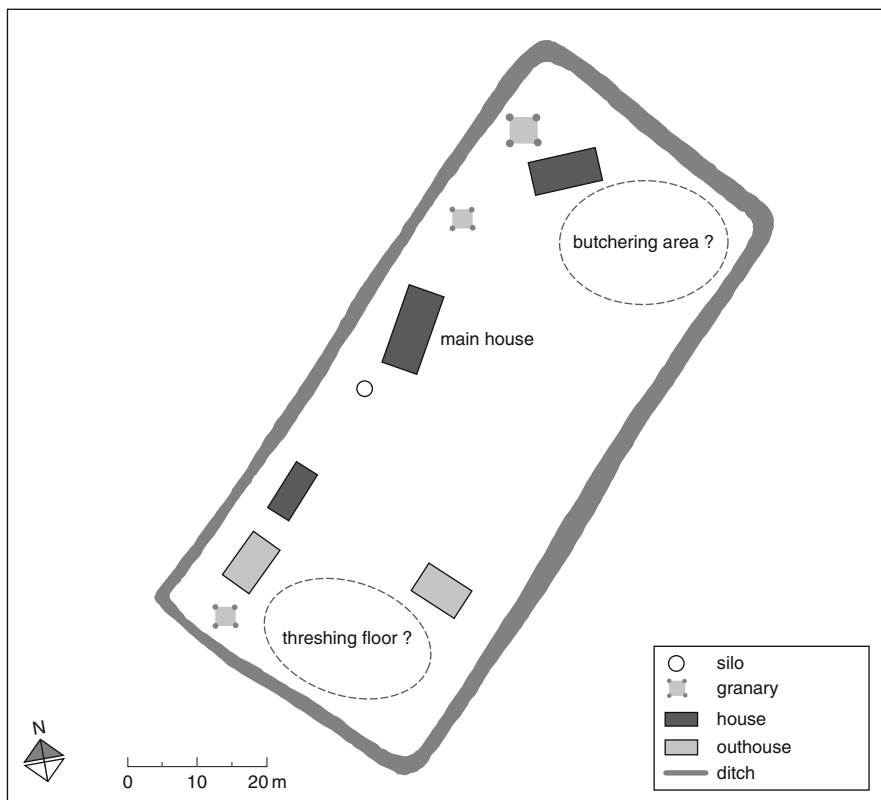 butchering area ?
main house
threshing floor ?
silo
granary
house
outhouse
ditch
N
0 10 20 m